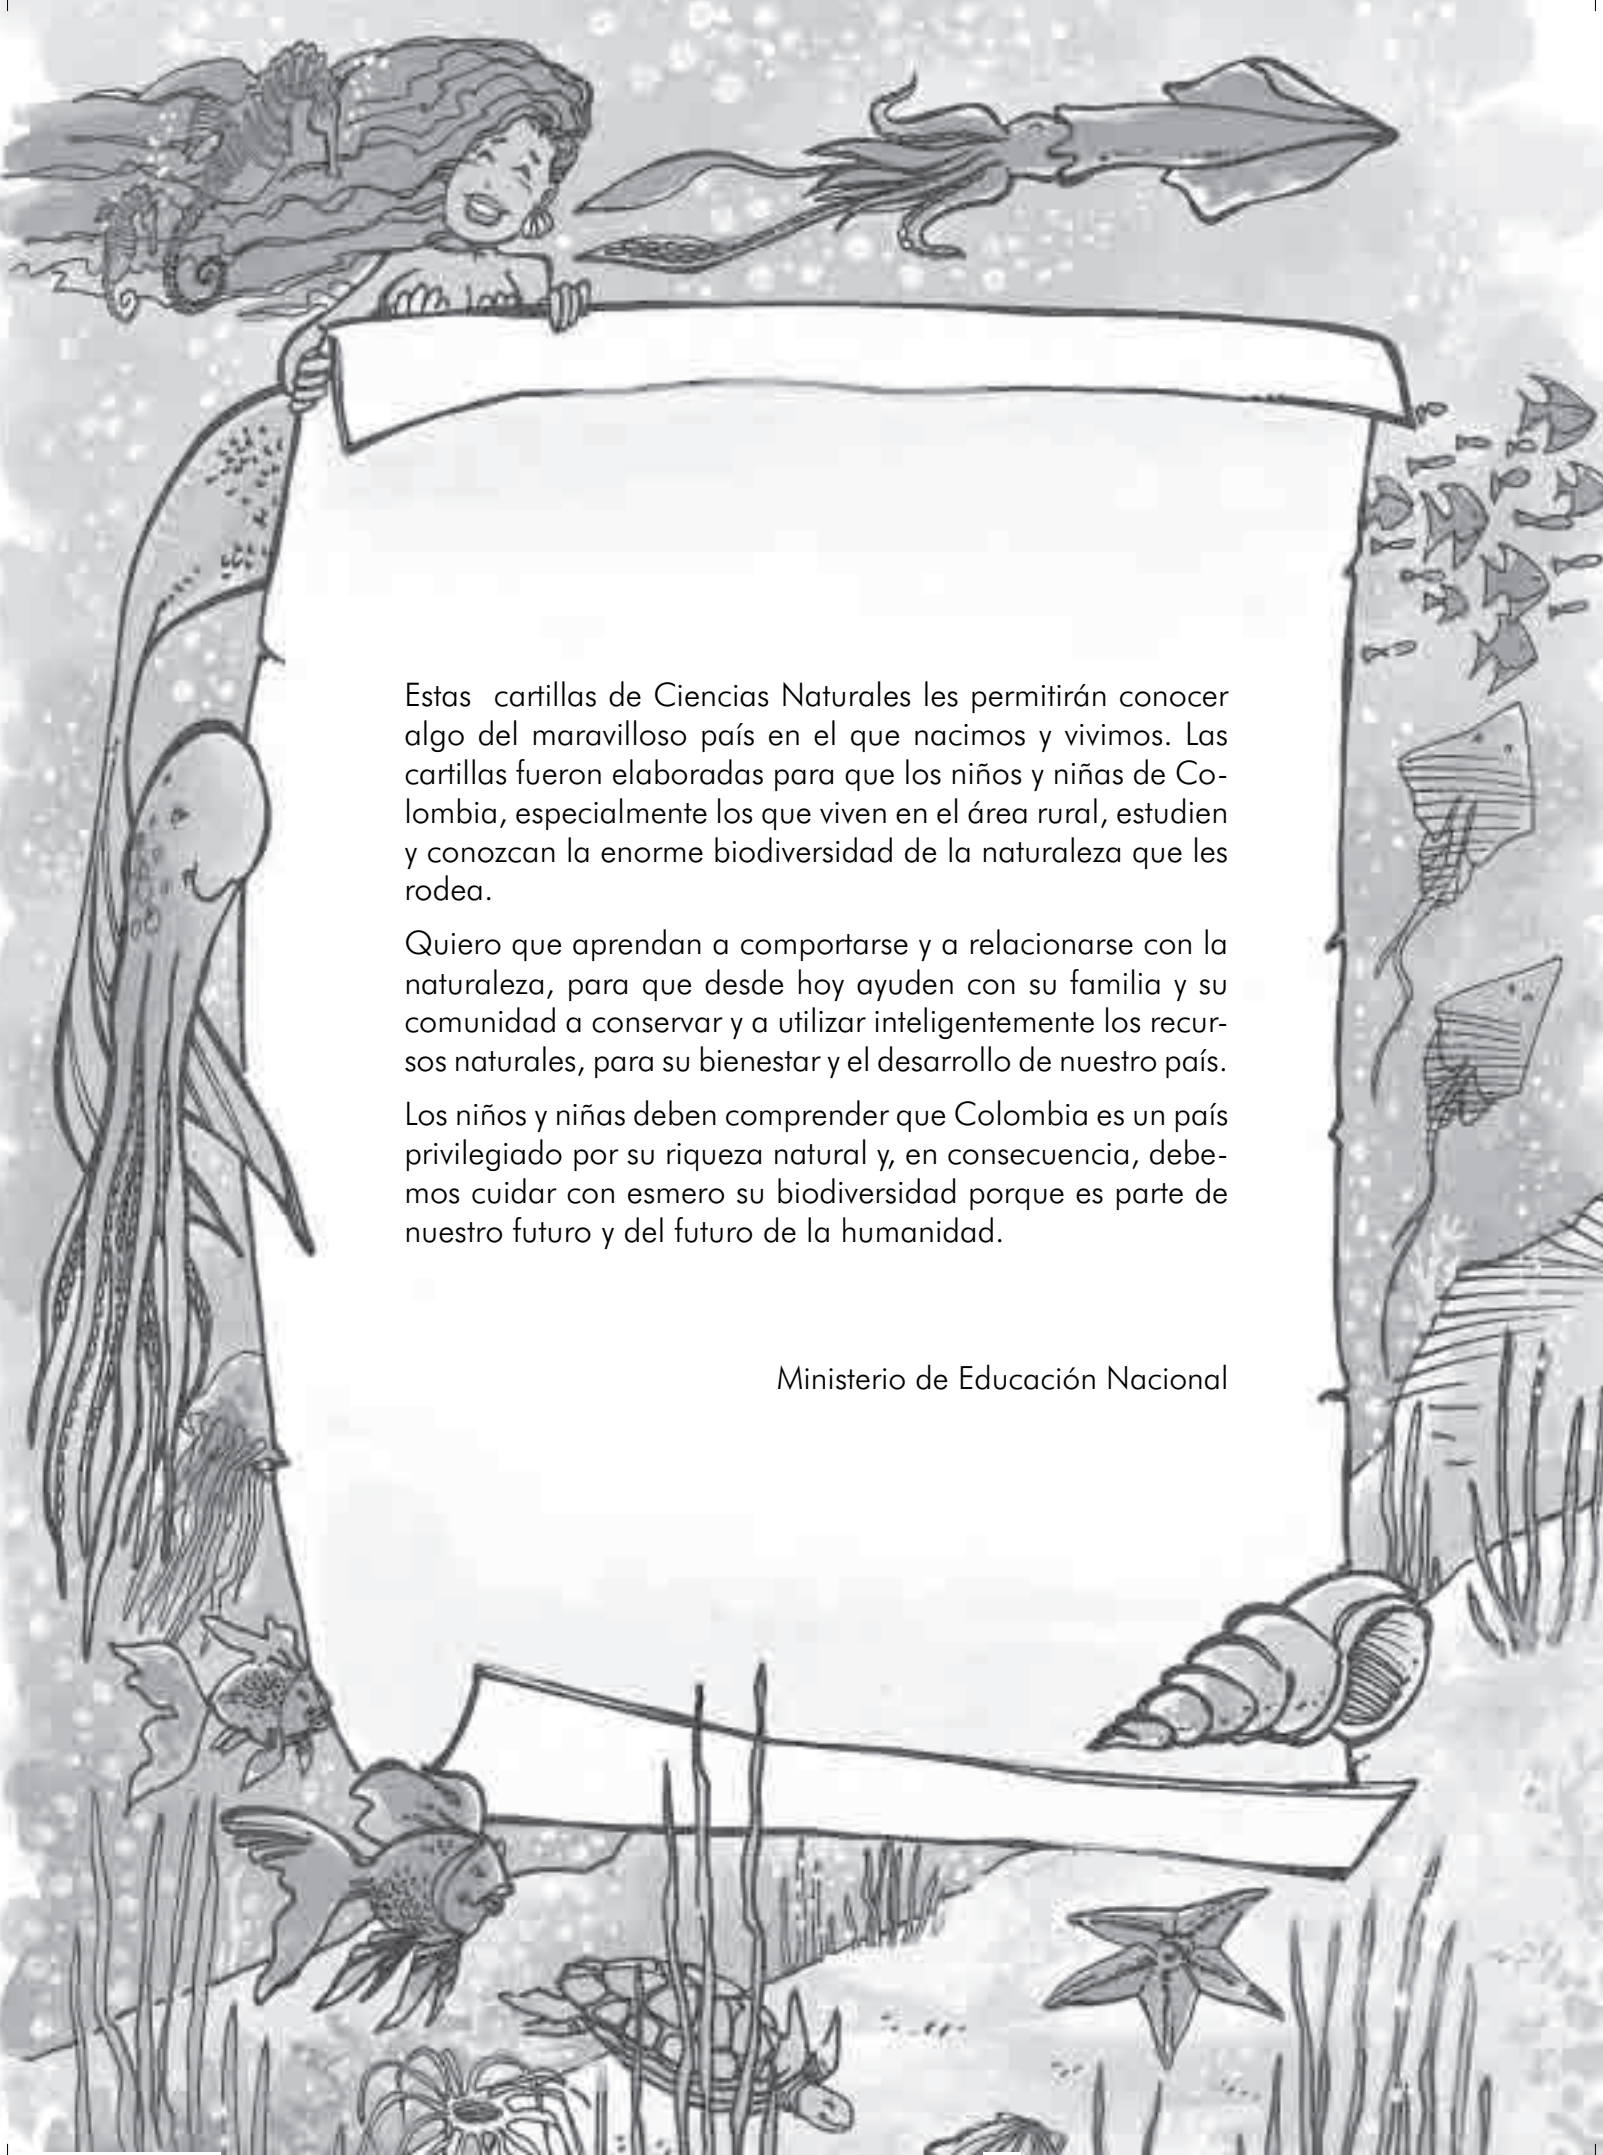 Estas cartillas de Ciencias Naturales les permitirán conocer
algo del maravilloso país en el que nacimos y vivimos. Las
cartillas fueron elaboradas para que los niños y niñas de Co-
lombia, especialmente los que viven en el área rural, estudien
y conozcan la enorme biodiversidad de la naturaleza que les
rodea.
Quiero que aprendan a comportarse y a relacionarse con la
naturaleza, para que desde hoy ayuden con su familia y su
comunidad a conservar y a utilizar inteligentemente los recur-
sos naturales, para su bienestar y el desarrollo de nuestro país.
Los niños y niñas deben comprender que Colombia es un país
privilegiado por su riqueza natural y, en consecuencia, debe-
mos cuidar con esmero su biodiversidad porque es parte de
nuestro futuro y del futuro de la humanidad.
Ministerio de Educación Nacional